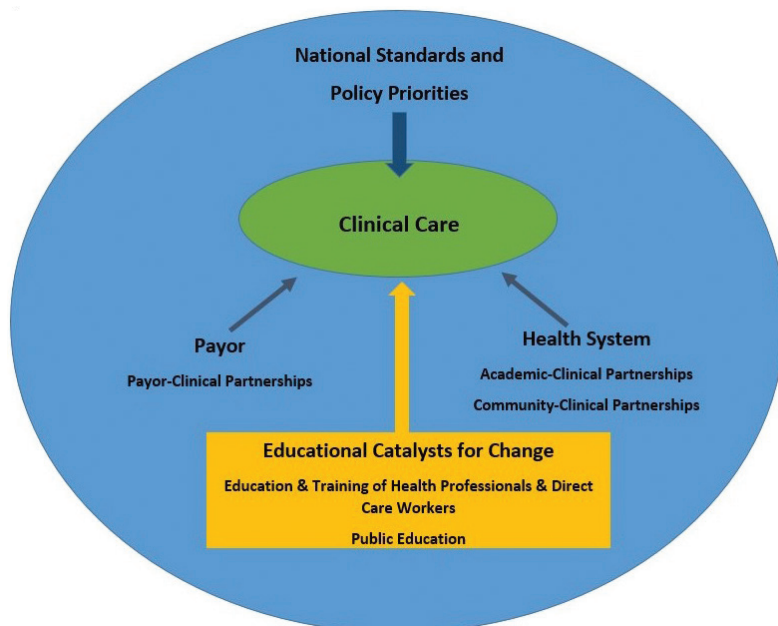 National Standards and
Policy Priorities
Clinical Care
Payor
Payor-Clinical Partnerships
Health System
Academic-Clinical Partnerships
Community-Clinical Partnerships
Educational Catalysts for Change
Education & Training of Health Professionals & Direct
Care Workers
Public Education